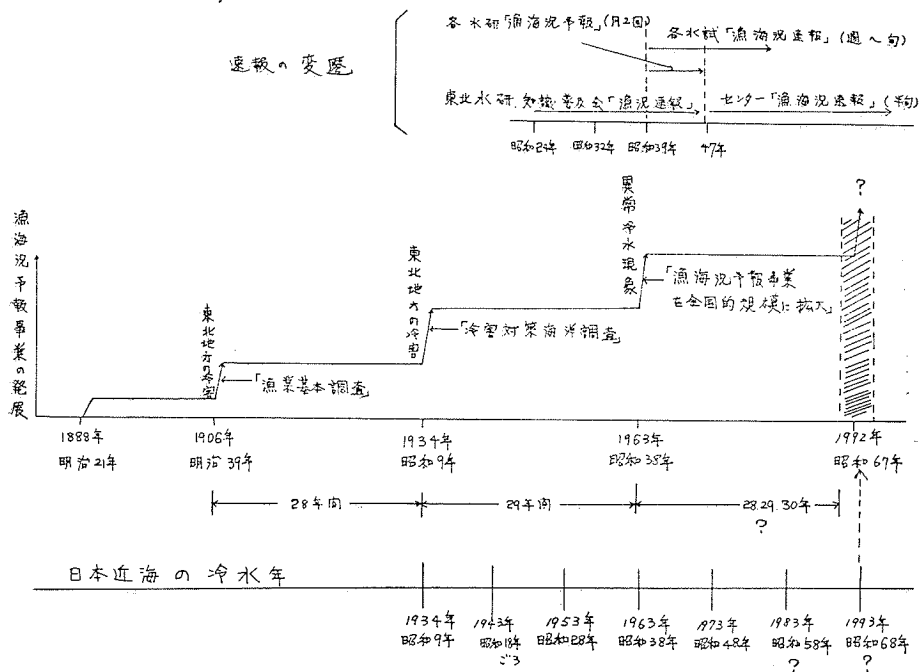 速報の変遷
各水研「漁海況予報」(月2回)
各水試「漁海況速報」(週〜旬)
東北水研.知識普及会「漁況速報」
センター「漁海況速報」(半旬)
昭和24年
昭和32年
昭和39年
47年
漁海況予報事業の発展
東北地方の冷害
「漁業基本調査」
東北地方の冷害
「冷害対策海洋調査」
異常冷水現象
「漁海況予報事業
を全国的規模に拡大」
?
1888年
明治21年
1906年
明治39年
1934年
昭和9年
1963年
昭和38年
1992年
昭和67年
28年間
29年間
28.29.30年
?
日本近海の冷水年
1934年
昭和9年
1943年
昭和18年
ごろ
1953年
昭和28年
1963年
昭和38年
1973年
昭和48年
1983年
昭和58年
?
1993年
昭和68年
?